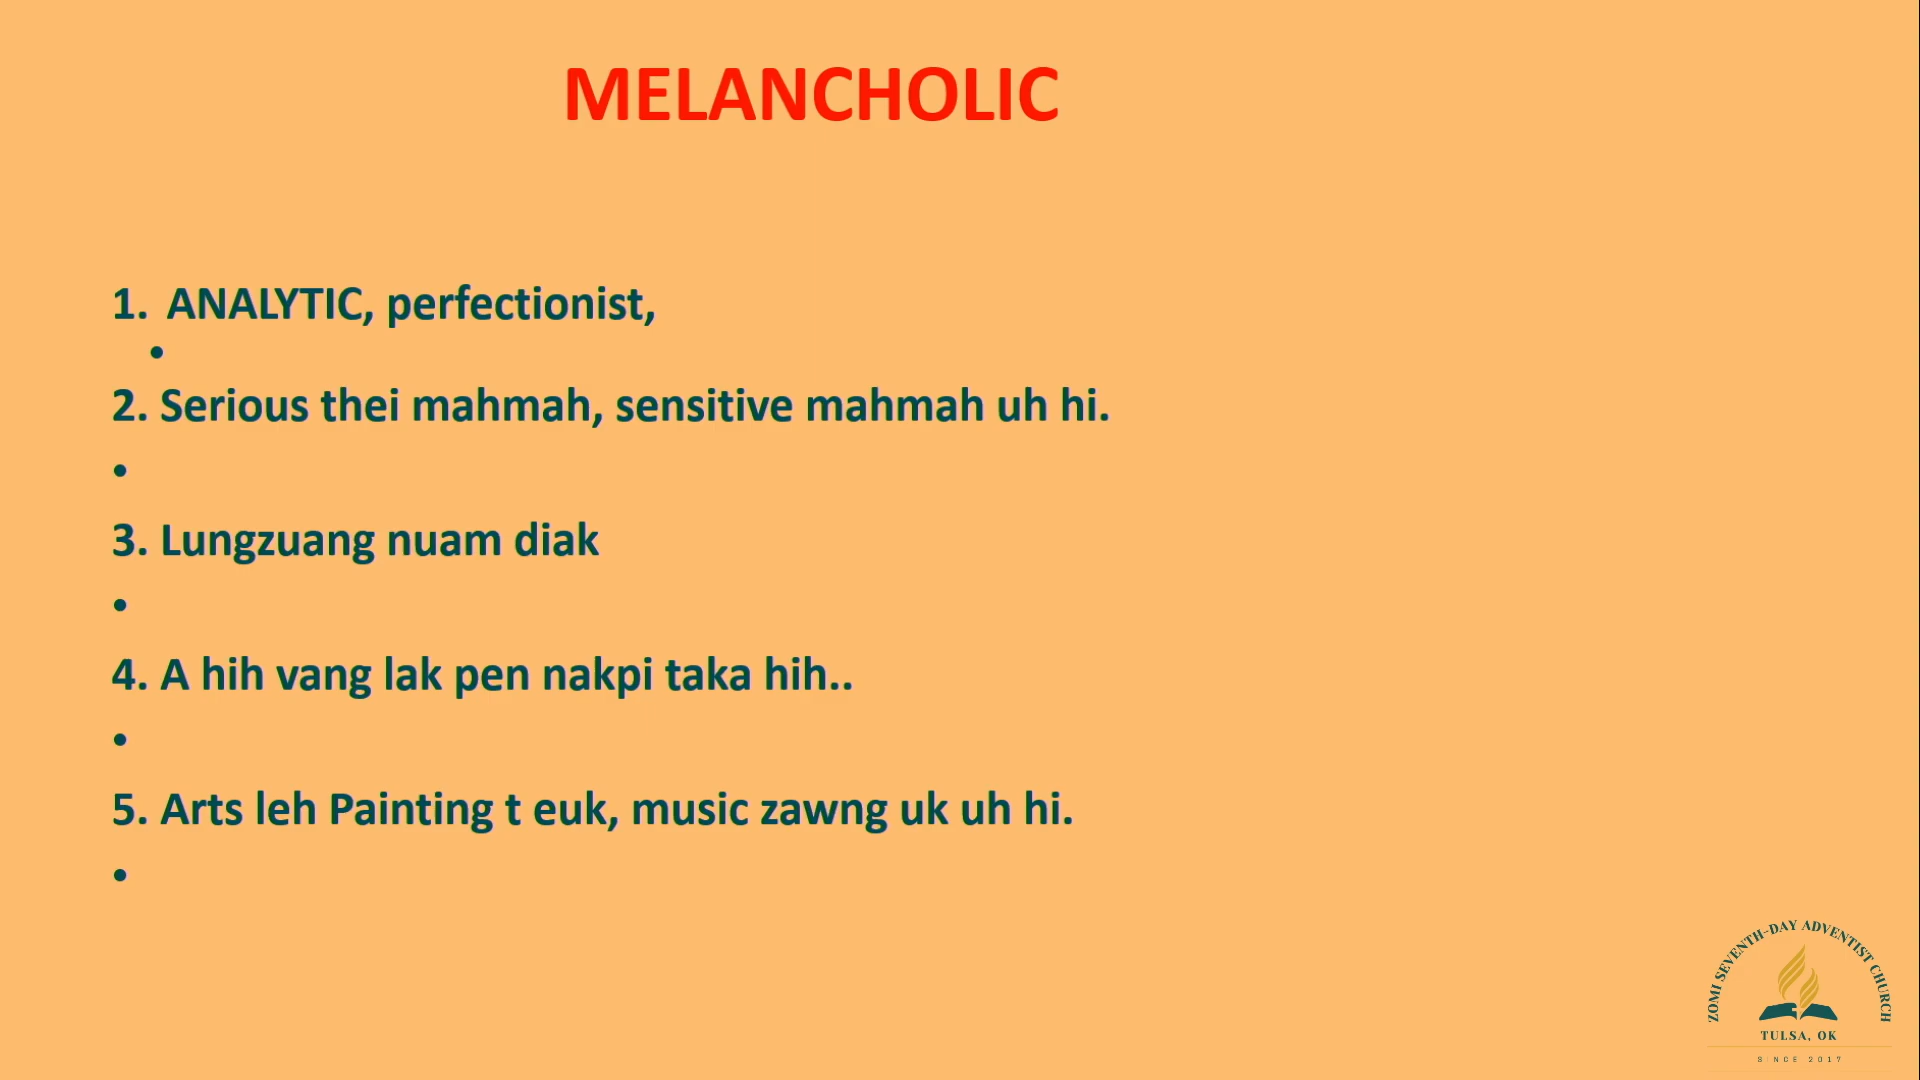 MELANCHOLIC
1. ANALYTIC, perfectionist,
•
2. Serious thei mahmah, sensitive mahmah uh hi.
•
3. Lungzuang nuam diak
•
4. A hih vang lak pen nakpi taka hih..
•
5. Arts leh Painting t euk, music zawng uk uh hi.
•
ZOMI SEVENTH-DAY ADVENTIST CHURCH
TULSA, OK
SINCE 2017